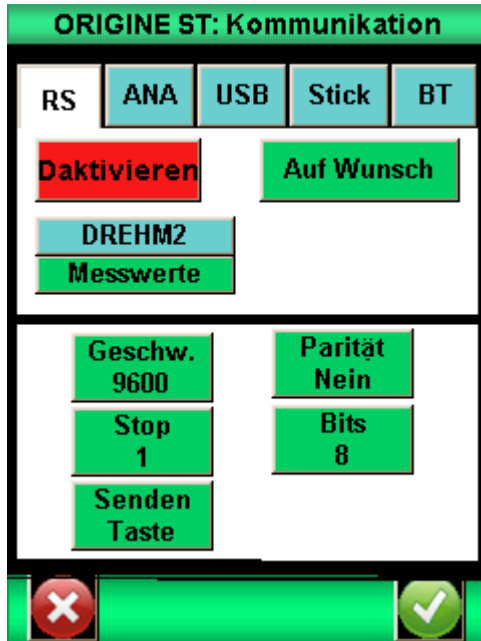 ORIGINE ST: Kommunikation
RS ANA USB Stick BT
Daktivieren Auf Wunsch
DREHM2
Messwerte
Geschw. Parität
9600 Nein
Stop Bits
1 8
Senden
Taste